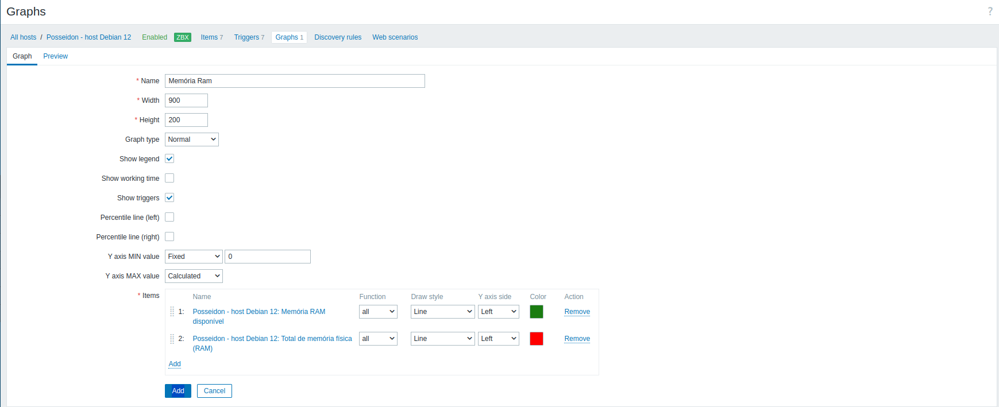 Graphs
?
All hosts / Posseidon - host Debian 12 Enabled ZBX Items 7 Triggers 7 Graphs 1 Discovery rules Web scenarios
Graph Preview
* Name Memória Ram
* Width 900
* Height 200
Graph type Normal
Show legend
Show working time
Show triggers
Percentile line (left)
Percentile line (right)
Y axis MIN value Fixed 0
Y axis MAX value Calculated
* Items Name Function Draw style Y axis side Color Action
1: Posseidon - host Debian 12: Memória RAM all Line Left Remove
disponível
2: Posseidon - host Debian 12: Total de memória física all Line Left Remove
(RAM)
Add
Add Cancel